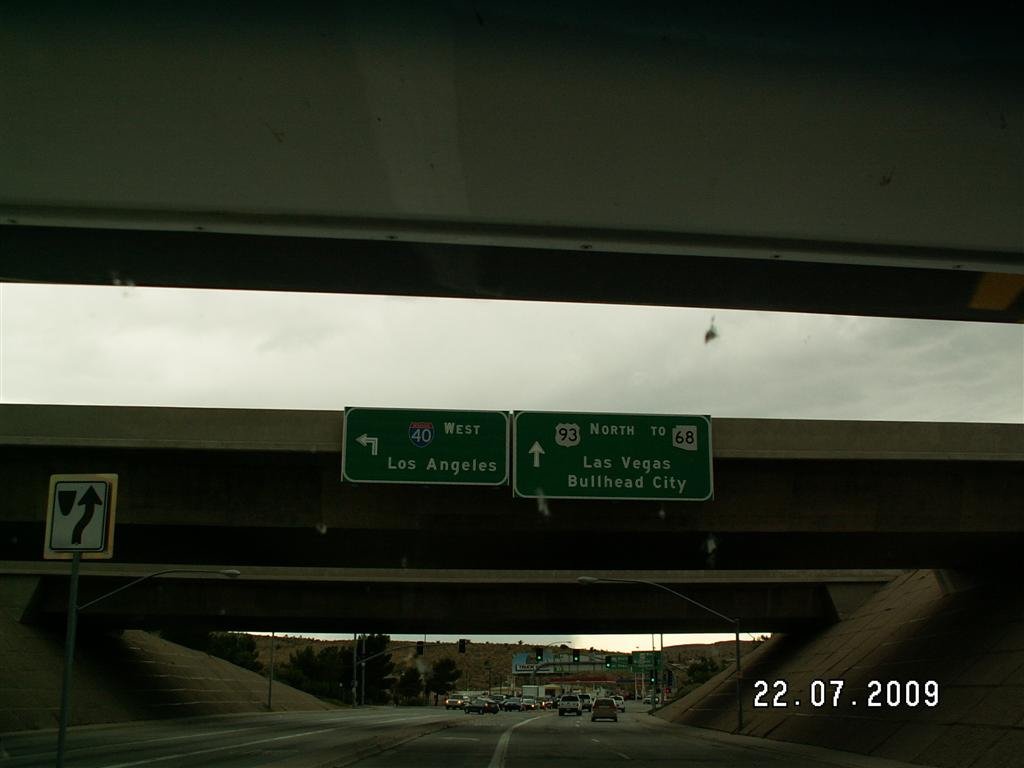 WEST
40
Los Angeles
93 NORTH TO 68
Las Vegas
Bullhead City
22.07.2009